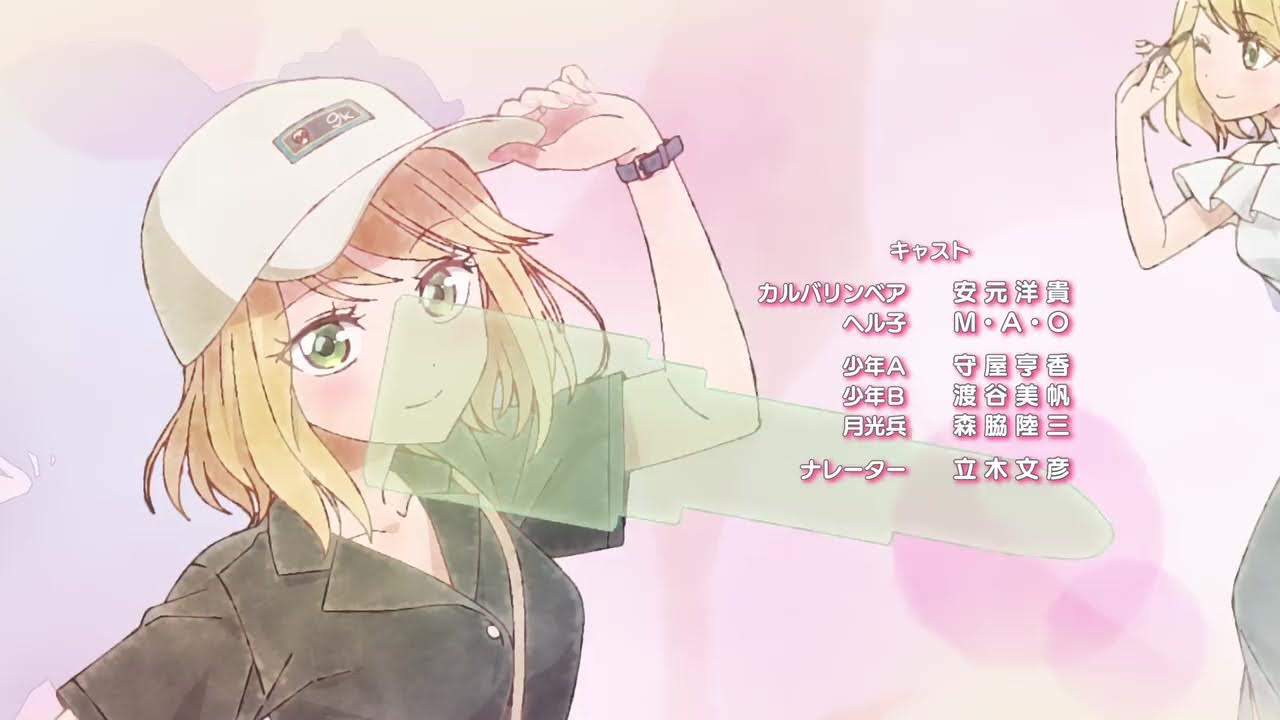 9K
キャスト
カルバリンベア 安元洋貴
ヘル子 M・A・O
少年A 守屋亨香
少年B 渡谷美帆
月光兵 森脇陸三
ナレーター 立木文彦